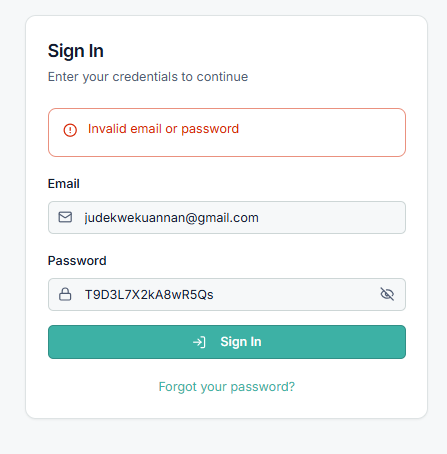 Sign In
Enter your credentials to continue
Invalid email or password
Email
judekwekuannan@gmail.com
Password
T9D3L7X2kA8wR5Qs
Sign In
Forgot your password?